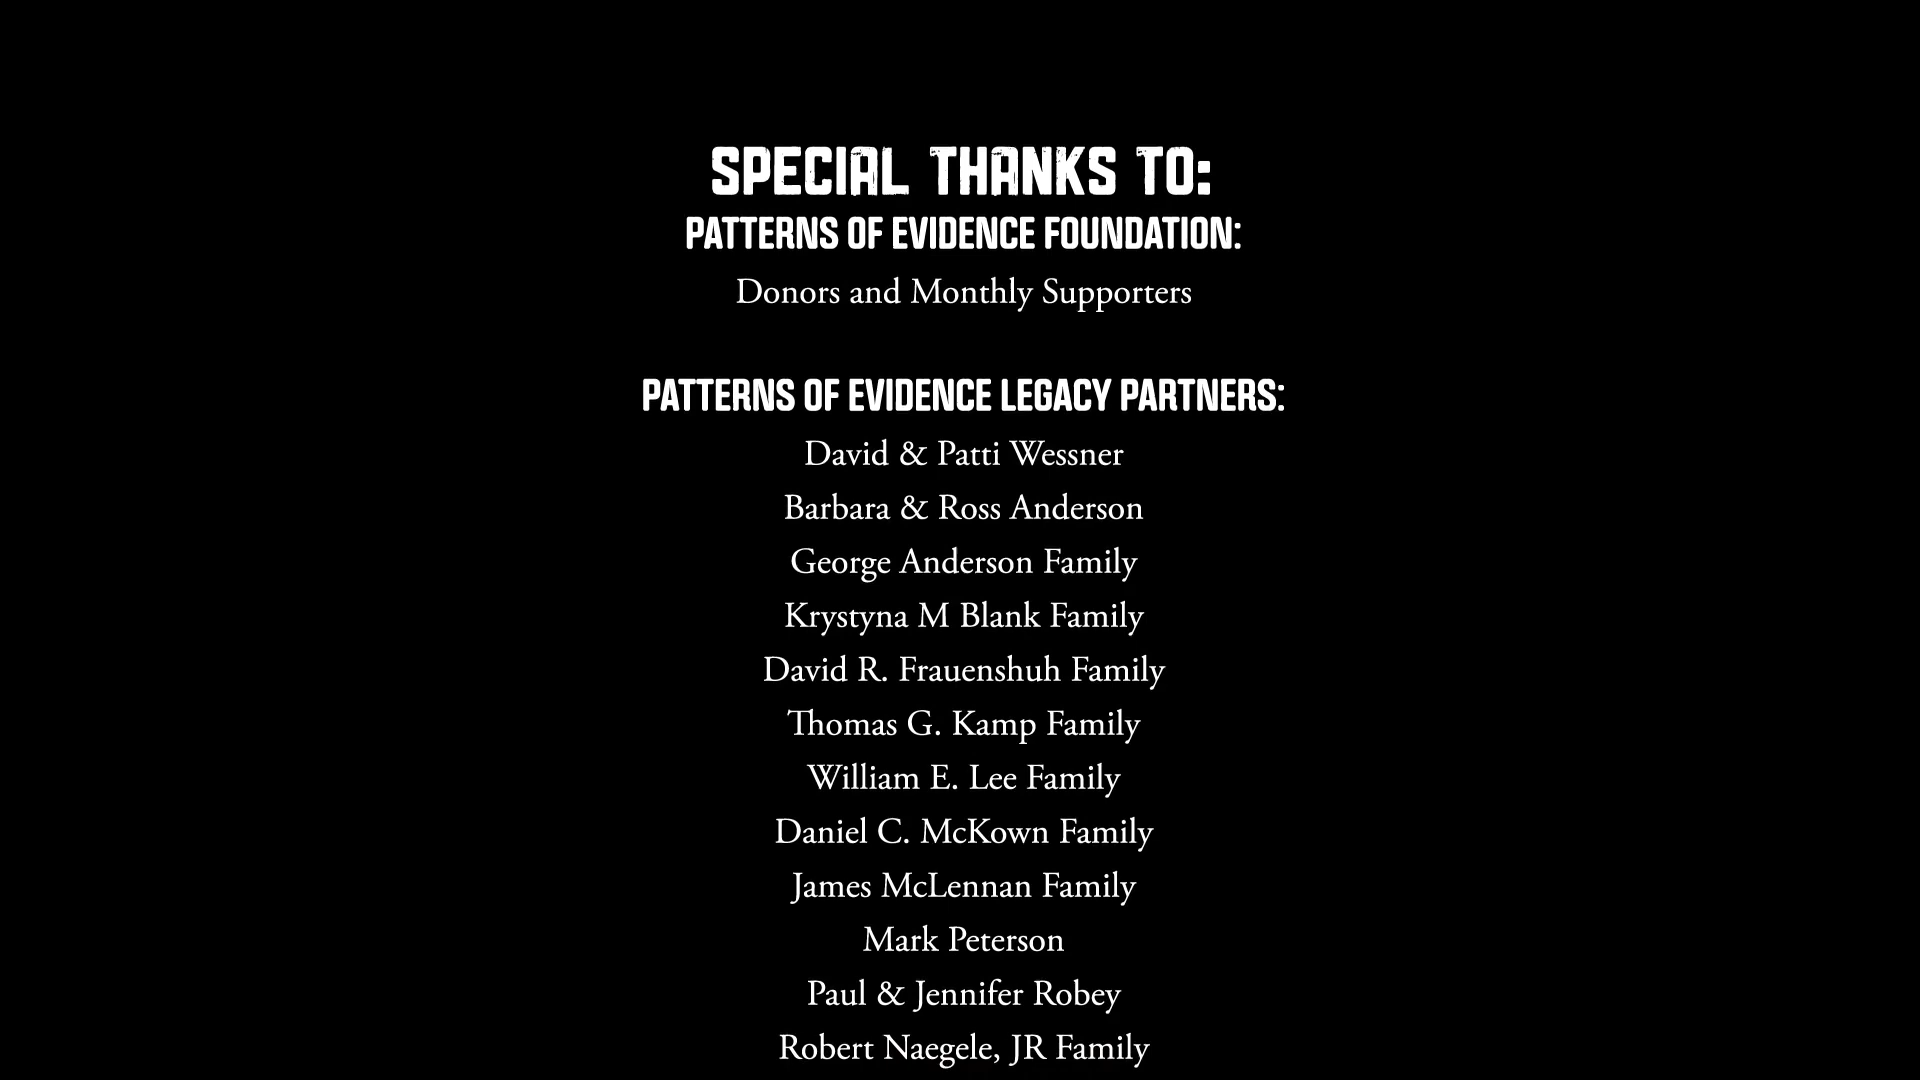 SPECIAL THANKS TO:
PATTERNS OF EVIDENCE FOUNDATION:
Donors and Monthly Supporters
PATTERNS OF EVIDENCE LEGACY PARTNERS:
David & Patti Wessner
Barbara & Ross Anderson
George Anderson Family
Krystyna M Blank Family
David R. Frauenshuh Family
Thomas G. Kamp Family
William E. Lee Family
Daniel C. McKown Family
James McLennan Family
Mark Peterson
Paul & Jennifer Robey
Robert Naegele, JR Family